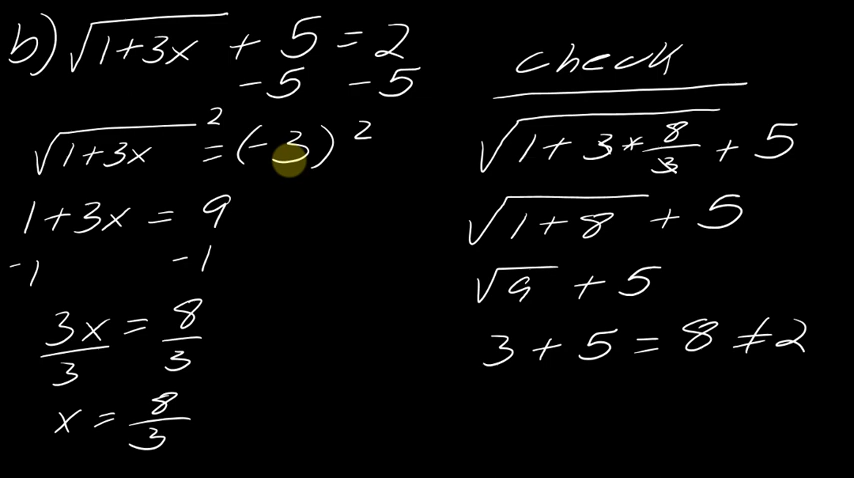 b) √(1+3x) + 5 = 2
-5 -5
√(1+3x)² = (-3)²
1+3x = 9
-1 -1
3x/3 = 8/3
x = 8/3
check
√(1+3*8/3) + 5
√(1+8) + 5
√9 + 5
3 + 5 = 8 ≠ 2